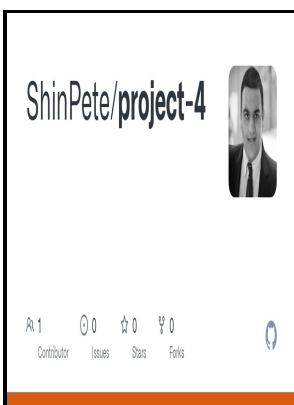 ShinPete/project-4
1
Contributor
0
Issues
0
Stars
0
Forks